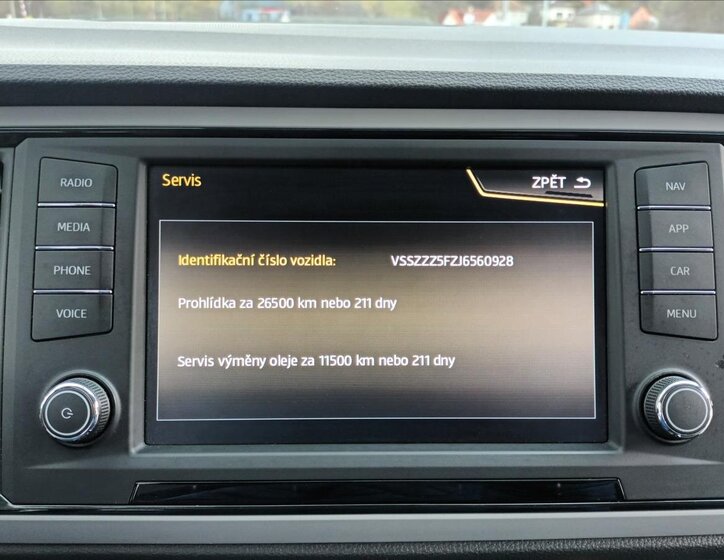 Servis
ZPĚT
RADIO
MEDIA
PHONE
VOICE
NAV
APP
CAR
MENU
Identifikační číslo vozidla: VSSZZZ5FZJ6560928
Prohlídka za 26500 km nebo 211 dny
Servis výměny oleje za 11500 km nebo 211 dny